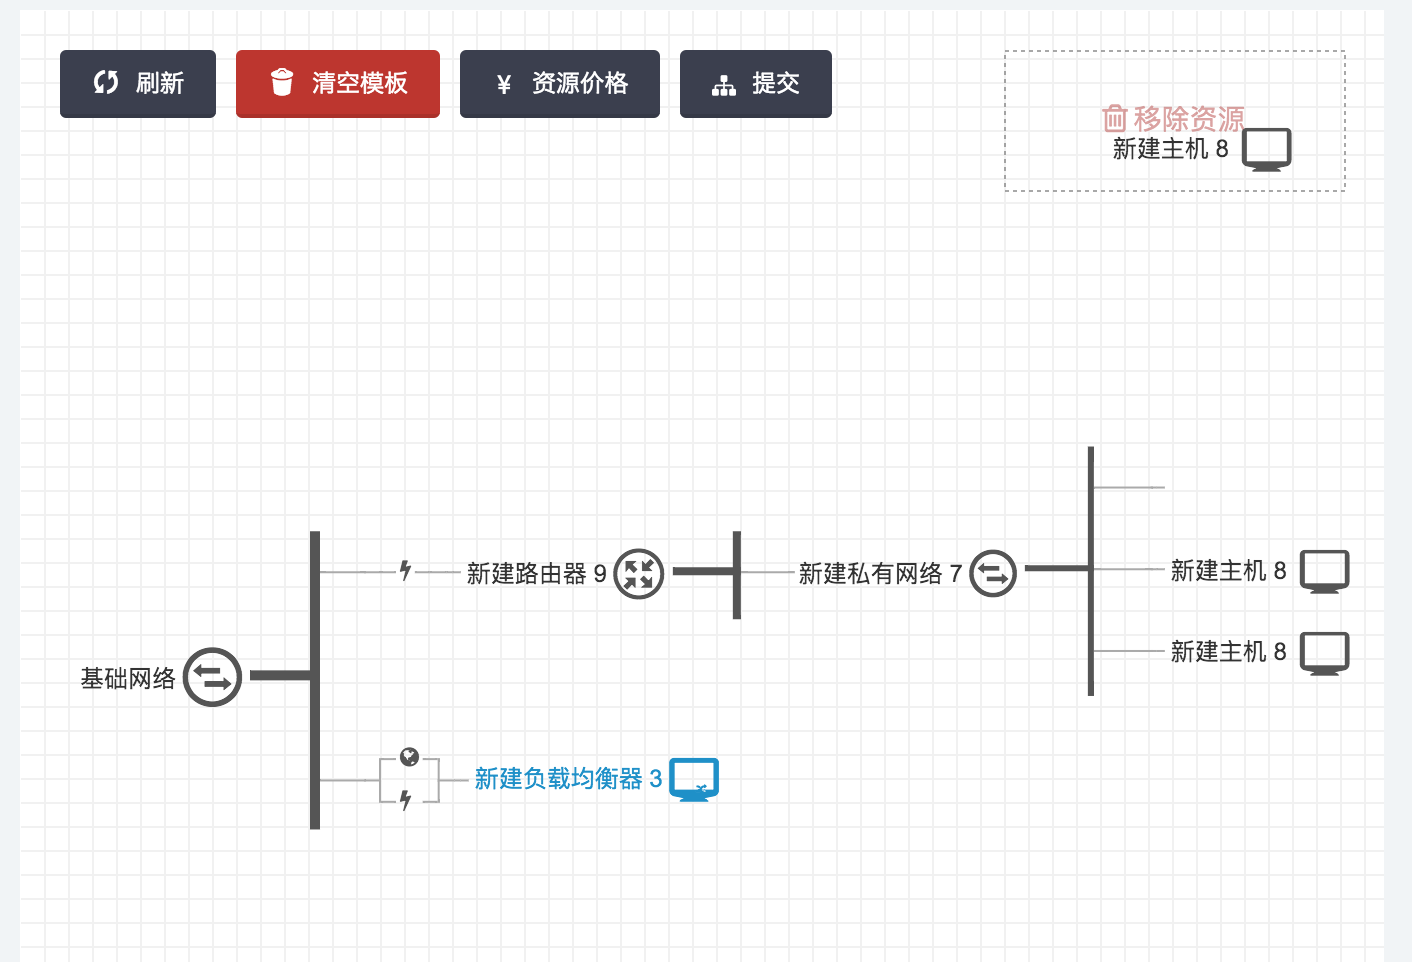 刷新
清空模板
¥ 资源价格
提交
移除资源
新建主机 8
新建路由器 9
新建私有网络 7
新建主机 8
新建主机 8
基础网络
新建负载均衡器 3